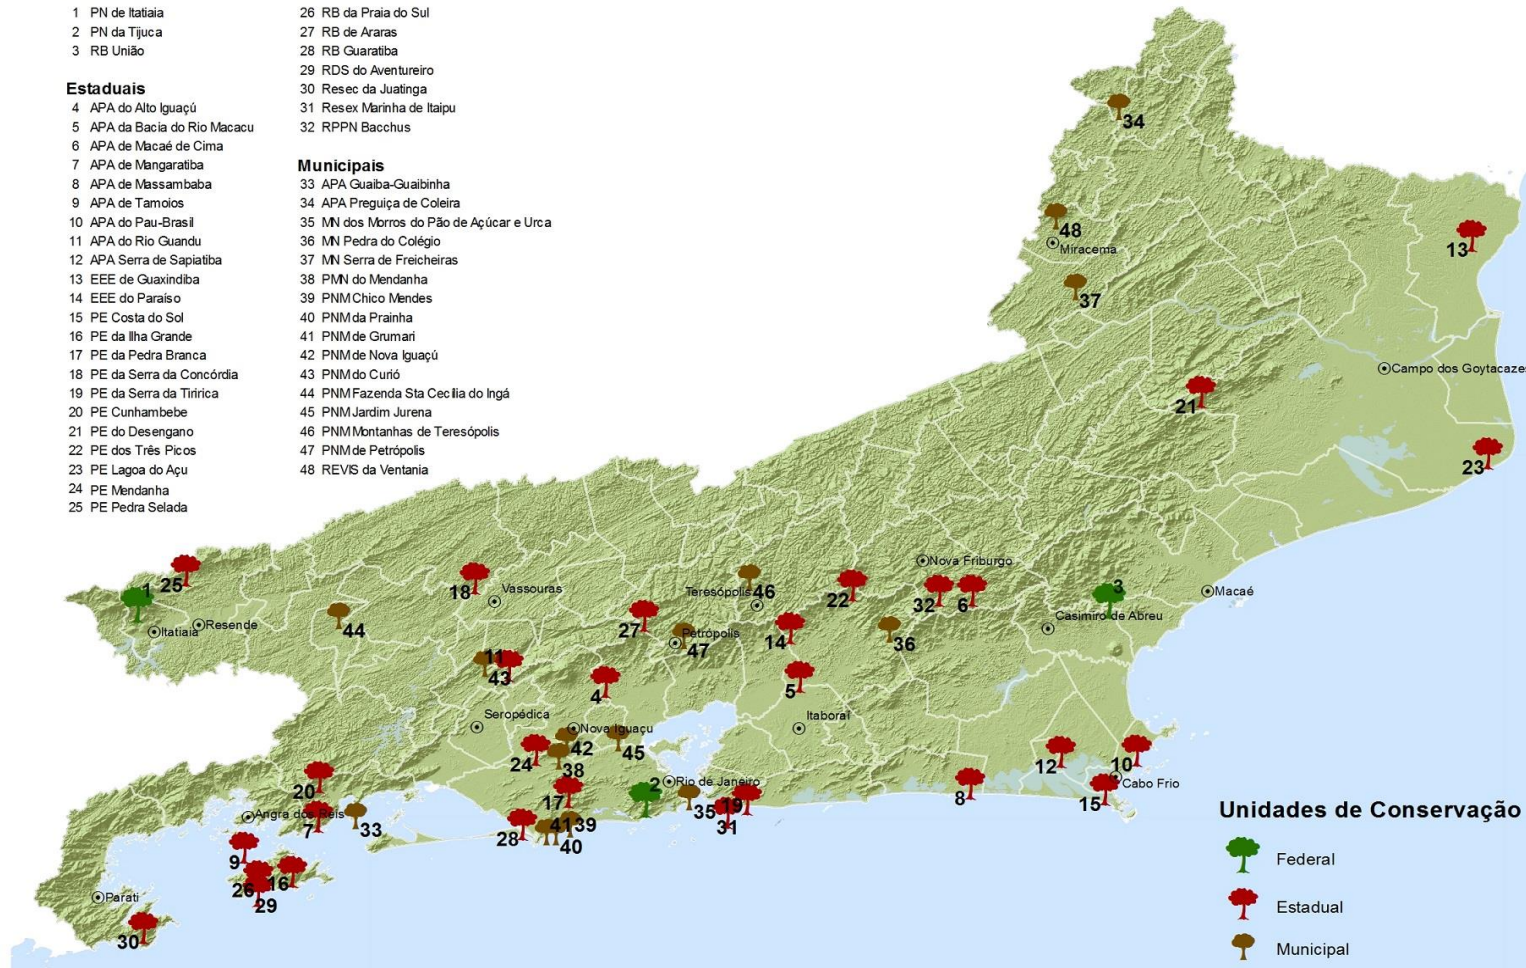 1 PN de Itatiaia
2 PN da Tijuca
3 RB União
Estaduais
4 APA do Alto Iguaçú
5 APA da Bacia do Rio Macacu
6 APA de Macaé de Cima
7 APA de Mangaratiba
8 APA de Massambaba
9 APA de Tamoios
10 APA do Pau-Brasil
11 APA do Rio Guandu
12 APA Serra de Sapiatiba
13 EEE de Guaxindiba
14 EEE do Paraíso
15 PE Costa do Sol
16 PE da Ilha Grande
17 PE da Pedra Branca
18 PE da Serra da Concórdia
19 PE da Serra da Tiririca
20 PE Cunhambebe
21 PE do Desengano
22 PE dos Três Picos
23 PE Lagoa do Açu
24 PE Mendanha
25 PE Pedra Selada
26 RB da Praia do Sul
27 RB de Araras
28 RB Guaratiba
29 RDS do Aventureiro
30 Resec da Juatinga
31 Resex Marinha de Itaipu
32 RPPN Bacchus
Municipais
33 APA Guaiba-Guaibinha
34 APA Preguiça de Coleira
35 MN dos Morros do Pão de Açúcar e Urca
36 MN Pedra do Colégio
37 MN Serra de Freicheiras
38 PMN do Mendanha
39 PNM Chico Mendes
40 PNM da Prainha
41 PNM de Grumari
42 PNM de Nova Iguaçú
43 PNM do Curió
44 PNM Fazenda Sta Cecília do Ingá
45 PNM Jardim Jurena
46 PNM Montanhas de Teresópolis
47 PNM de Petrópolis
48 REVIS da Ventania
34
48
Miracema
13
37
Campo dos Goytacazes
21
23
Nova Friburgo
25
1
18
Vassouras
46
Teresópolis
22
32
6
3
Macaé
Itatiaia
Resende
44
27
Petrópolis
47
14
36
Casimiro de Abreu
11
43
4
5
Seropédica
Nova Iguaçu
42
45
Itaboraí
24
38
12
10
20
17
2
Rio de Janeiro
35
19
31
8
15
Cabo Frio
Angra dos Reis
7
33
28
41
39
40
9
26
16
29
Parati
30
Unidades de Conservação
Federal
Estadual
Municipal